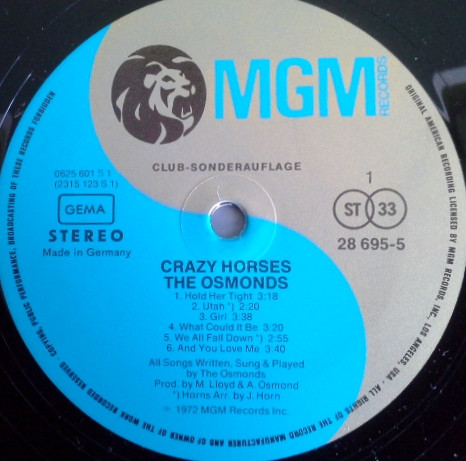 MGM
RECORDS
CLUB-SONDERAUFLAGE
0625 601 S 1
(2315 123 S 1)
GEMA
STEREO
Made in Germany
1
ST 33
28 695-5
CRAZY HORSES
THE OSMONDS
1. Hold Her Tight 3:18
2. Utah *) 2:20
3. Girl 3:38
4. What Could It Be 3:20
5. We All Fall Down *) 2:55
6. And You Love Me 3:40
All Songs Written, Sung & Played
by The Osmonds
Prod. by M. Lloyd & A. Osmond
*) Horns Arr. by J. Horn
℗ 1972 MGM Records Inc.
ORIGINAL AMERICAN RECORDING LICENSED BY MGM RECORDS, INC., LOS ANGELES, USA · ALL RIGHTS OF THE RECORD MANUFACTURER AND OF OWNER OF THE WORK RECORDED RESERVED · COPYING, PUBLIC PERFORMANCE, BROADCASTING OF THESE RECORDS FORBIDDEN